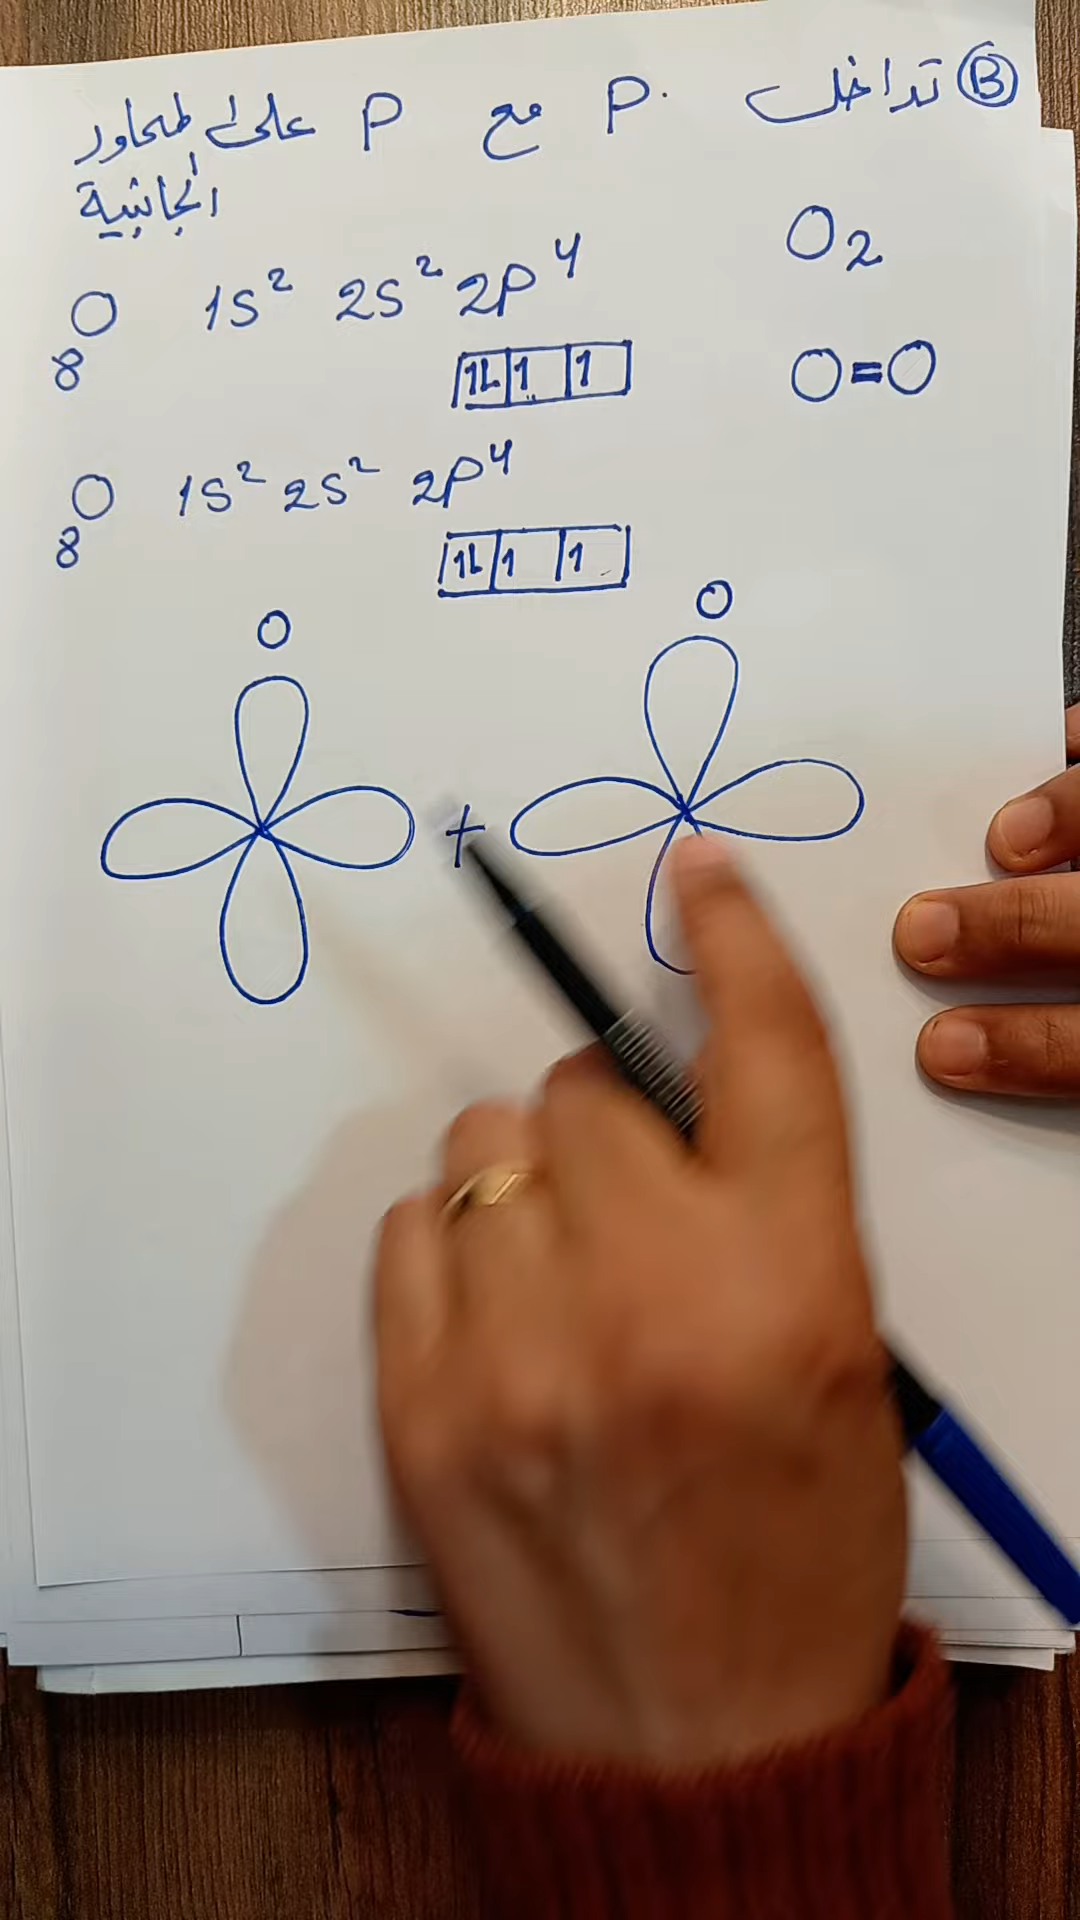 B تداخل P مع P على المحاور
الجانبية
O₂
8O 1s² 2s² 2p⁴
1L 1 1
O=O
8O 1s² 2s² 2p⁴
1L 1 1
O O
+